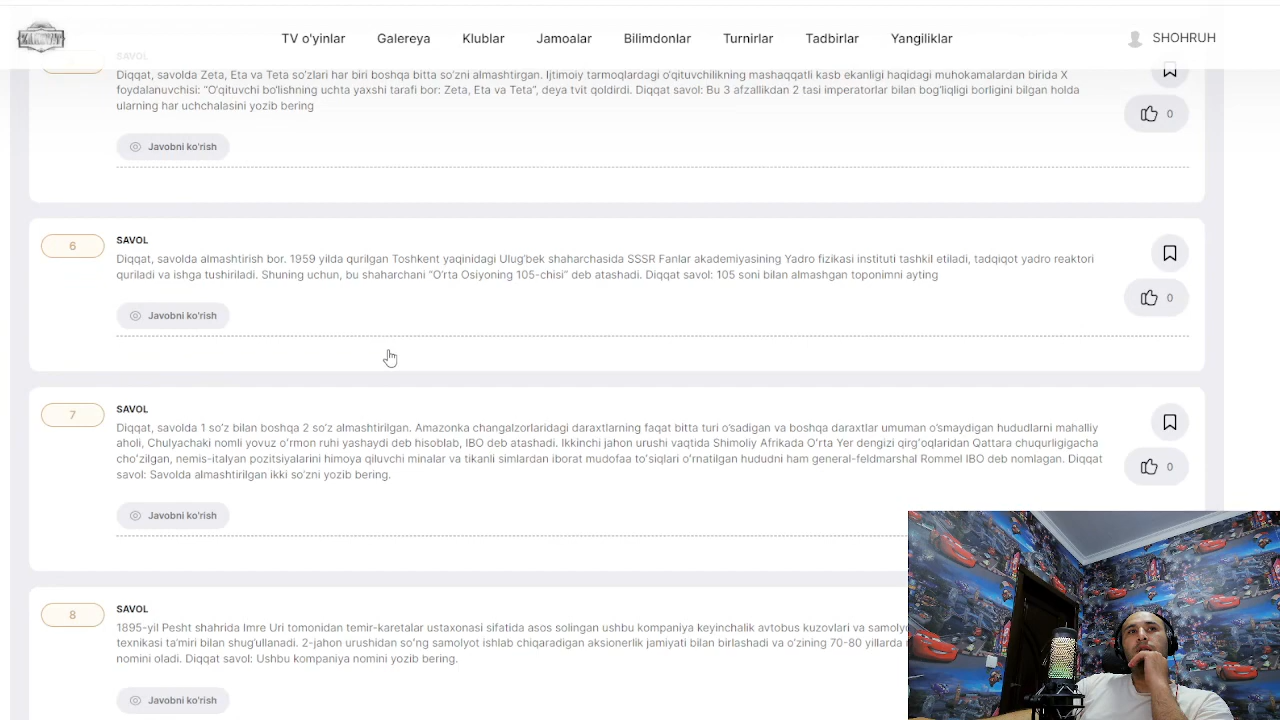 TV o'yinlar Galereya Klublar Jamoalar Bilimdonlar Turnirlar Tadbirlar Yangiliklar SHOHRUH
SAVOL
Diqqat, savolda Zeta, Eta va Teta so'zlari har biri boshqa bitta so'zni almashtirgan. Ijtimoiy tarmoqlardagi o'qituvchilikning mashaqqatli kasb ekanligi haqidagi muhokamalardan birida X
foydalanuvchisi: "O'qituvchi bo'lishning uchta yaxshi tarafi bor: Zeta, Eta va Teta", deya tvit qoldirdi. Diqqat savol: Bu 3 afzallikdan 2 tasi imperatorlar bilan bog'liqligi borligini bilgan holda
ularning har uchchalasini yozib bering
0
Javobni ko'rish
6
SAVOL
Diqqat, savolda almashtirish bor. 1959 yilda qurilgan Toshkent yaqinidagi Ulug'bek shaharchasida SSSR Fanlar akademiyasining Yadro fizikasi instituti tashkil etiladi, tadqiqot yadro reaktori
quriladi va ishga tushiriladi. Shuning uchun, bu shaharchani "O'rta Osiyoning 105-chisi" deb atashadi. Diqqat savol: 105 soni bilan almashgan toponimni ayting
0
Javobni ko'rish
7
SAVOL
Diqqat, savolda 1 so'z bilan boshqa 2 so'z almashtirilgan. Amazonka changalzorlaridagi daraxtlarning faqat bitta turi o'sadigan va boshqa daraxtlar umuman o'smaydigan hududlarni mahalliy
aholi, Chulyachaki nomli yovuz oʻrmon ruhi yashaydi deb hisoblab, IBO deb atashadi. Ikkinchi jahon urushi vaqtida Shimoliy Afrikada Oʻrta Yer dengizi qirgʻoqlaridan Qattara chuqurligigacha
choʻzilgan, nemis-italyan pozitsiyalarini himoya qiluvchi minalar va tikanli simlardan iborat mudofaa toʻsiqlari oʻrnatilgan hududni ham general-feldmarshal Rommel IBO deb nomlagan. Diqqat
savol: Savolda almashtirilgan ikki so'zni yozib bering.
0
Javobni ko'rish
8
SAVOL
1895-yil Pesht shahrida Imre Uri tomonidan temir-karetalar ustaxonasi sifatida asos solingan ushbu kompaniya keyinchalik avtobus kuzovlari va samolyo
texnikasi ta'miri bilan shug'ullanadi. 2-jahon urushidan so'ng samolyot ishlab chiqaradigan aksionerlik jamiyati bilan birlashadi va o'zining 70-80 yillarda
nomini oladi. Diqqat savol: Ushbu kompaniya nomini yozib bering.
Javobni ko'rish